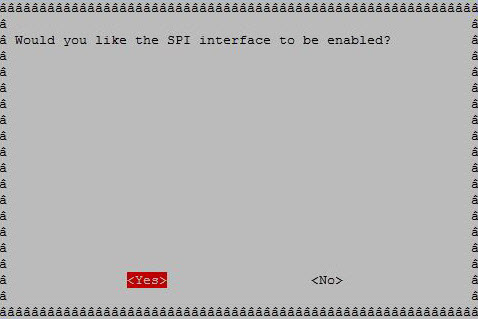 Would you like the SPI interface to be enabled?
<Yes> <No>